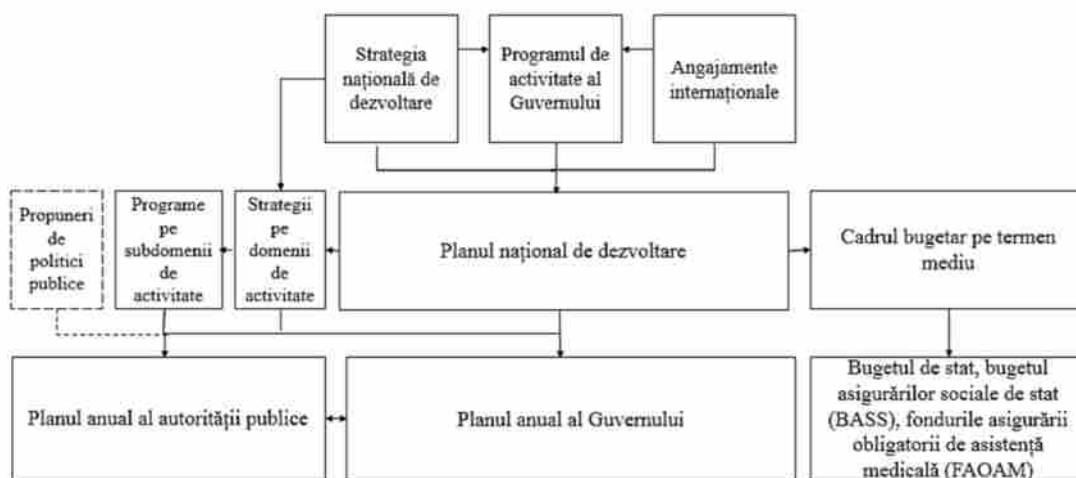 Strategia
națională de
dezvoltare
Programul de
activitate al
Guvernului
Angajamente
internaționale
Propuneri
de
politici
publice
Programe
pe
subdomenii
de
activitate
Strategii
pe
domenii
de
activitate
Planul național de dezvoltare
Cadrul bugetar pe termen
mediu
Planul anual al autorității publice
Planul anual al Guvernului
Bugetul de stat, bugetul
asigurărilor sociale de stat
(BASS), fondurile asigurării
obligatorii de asistență
medicală (FAOAM)